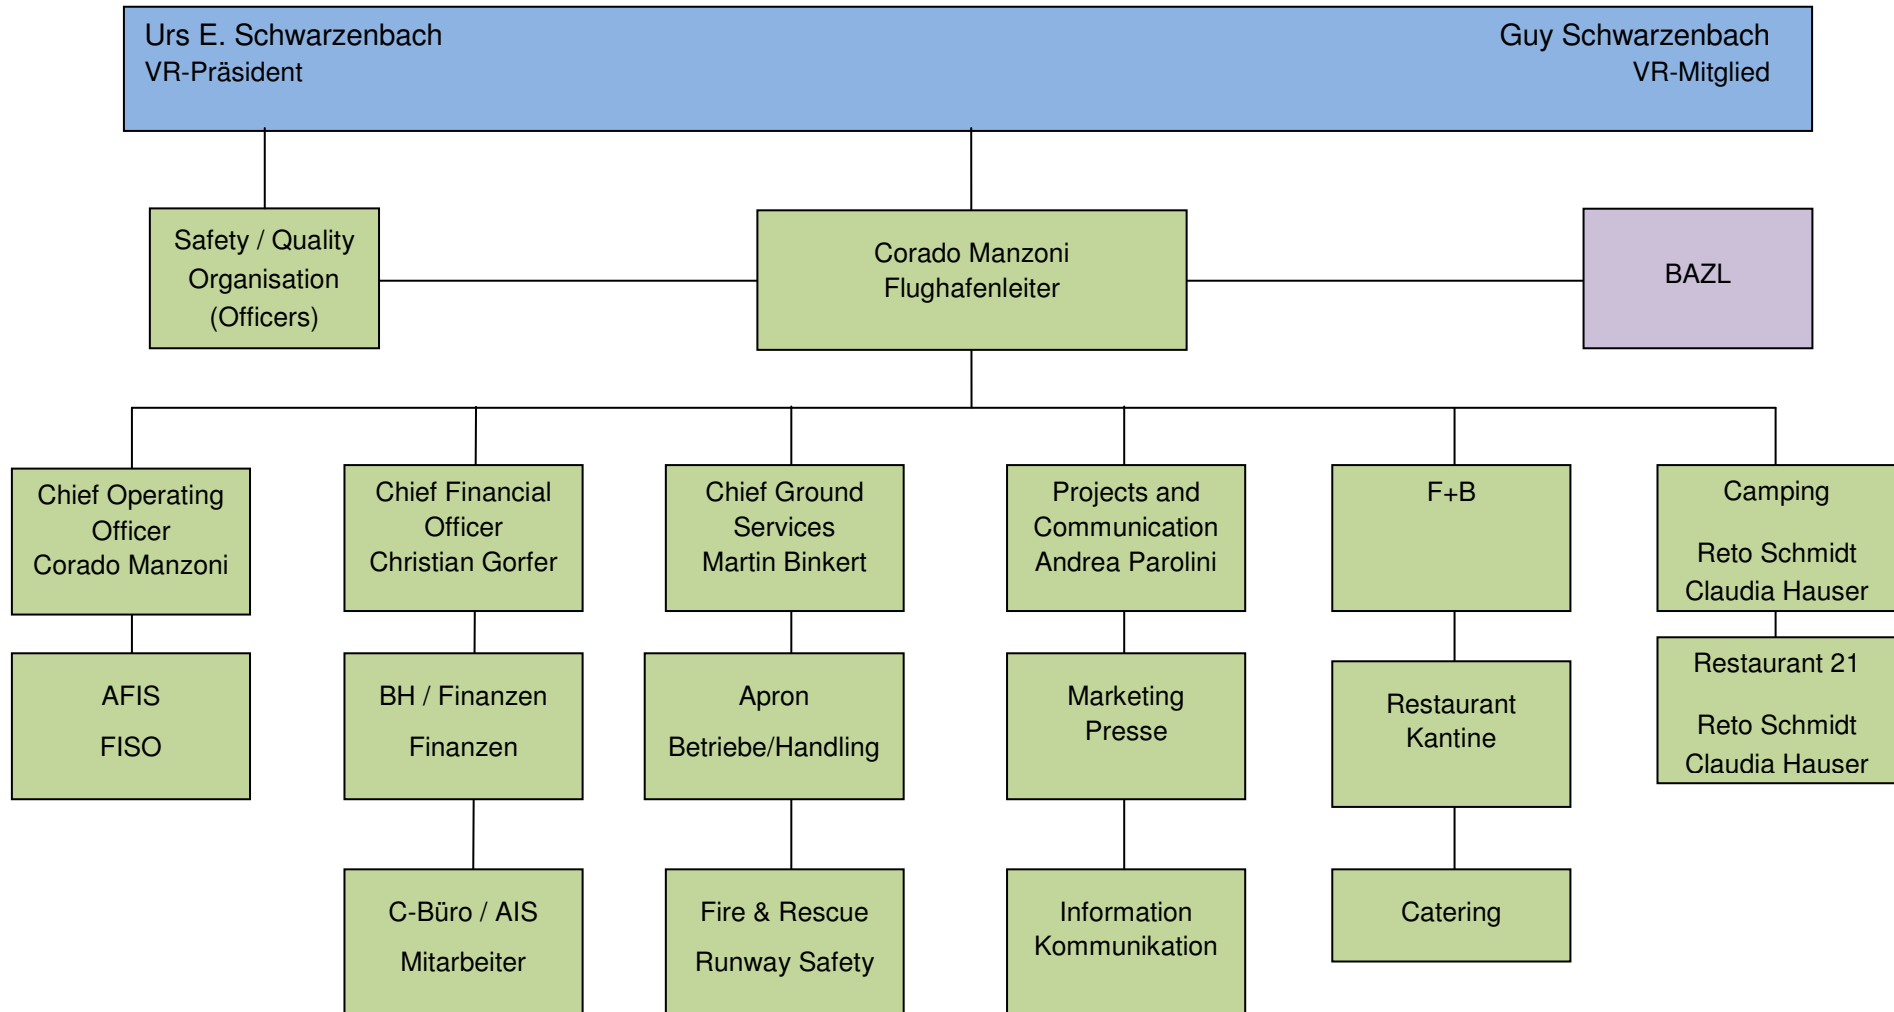 Urs E. Schwarzenbach
VR-Präsident
Guy Schwarzenbach
VR-Mitglied
Safety / Quality
Organisation
(Officers)
Corado Manzoni
Flughafenleiter
BAZL
Chief Operating
Officer
Corado Manzoni
Chief Financial
Officer
Christian Gorfer
Chief Ground
Services
Martin Binkert
Projects and
Communication
Andrea Parolini
F+B
Camping
Reto Schmidt
Claudia Hauser
AFIS
FISO
BH / Finanzen
Finanzen
Apron
Betriebe/Handling
Marketing
Presse
Restaurant
Kantine
Restaurant 21
Reto Schmidt
Claudia Hauser
C-Büro / AIS
Mitarbeiter
Fire & Rescue
Runway Safety
Information
Kommunikation
Catering